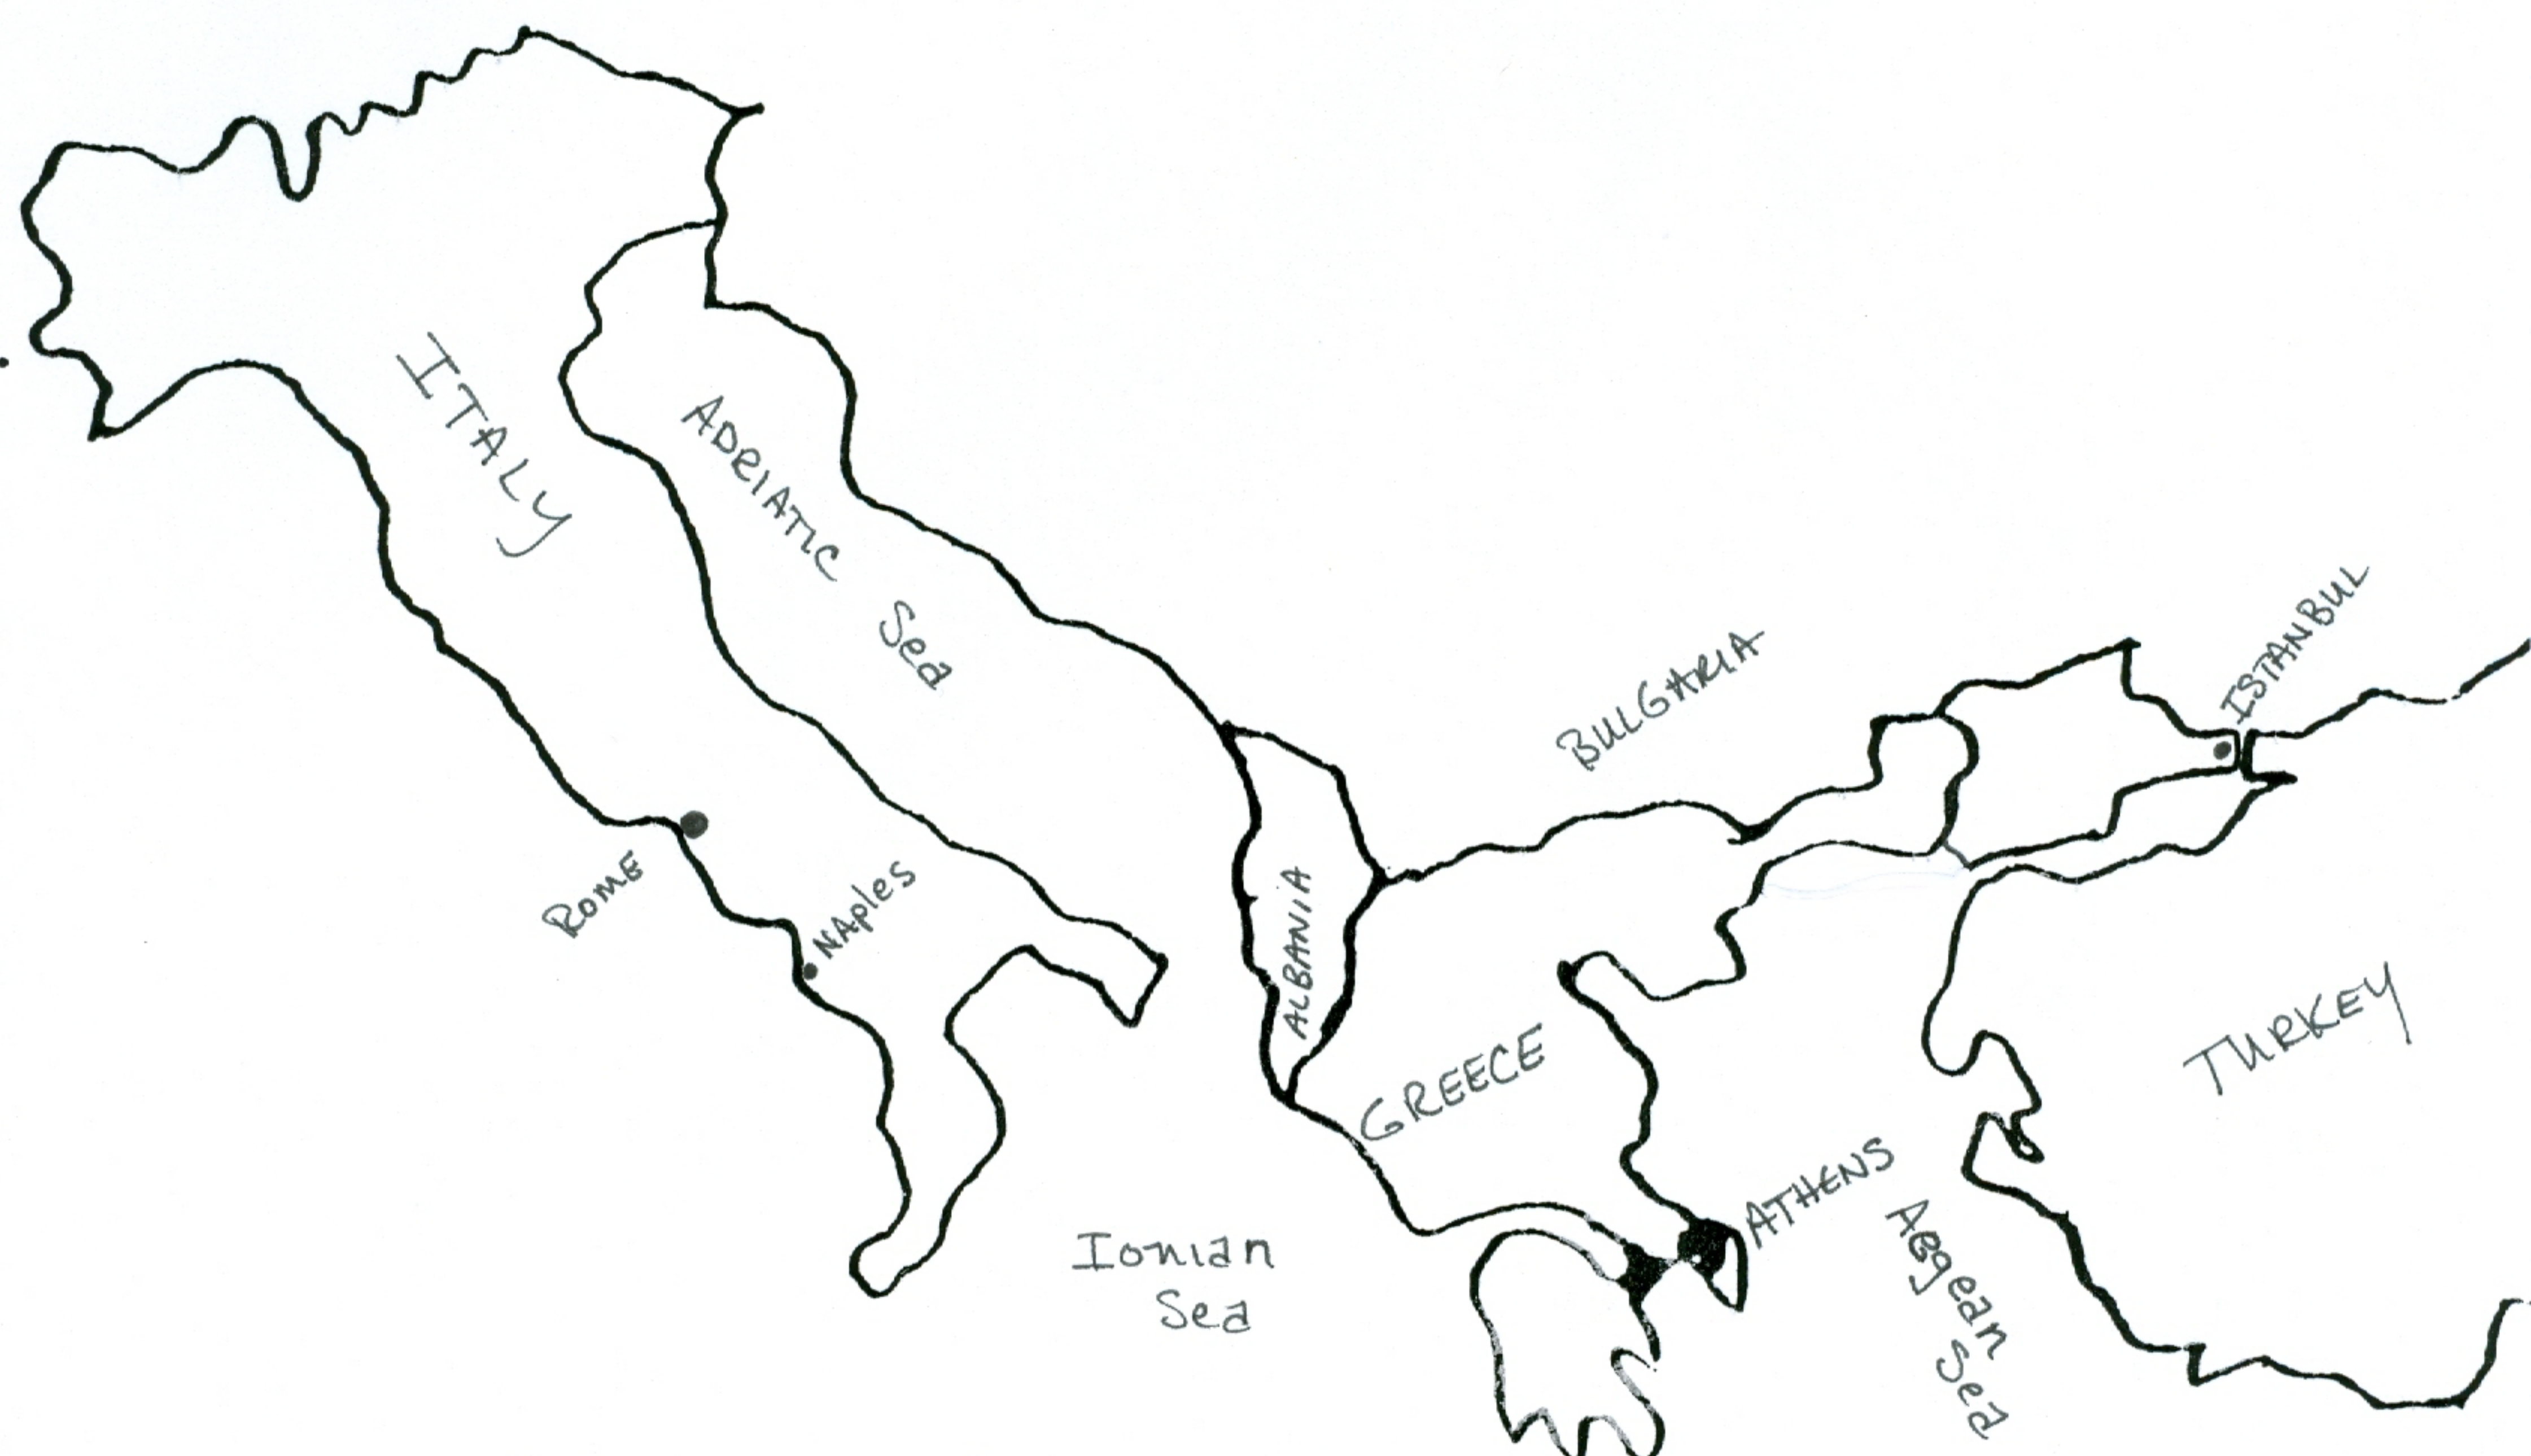 ITALY
ADRIATIC
Sea
ISTANBUL
BULGARIA
ROME
NAples
ALBANIA
GREECE
TURKEY
ATHENS
Ionian
Sea
Aegean
Sea